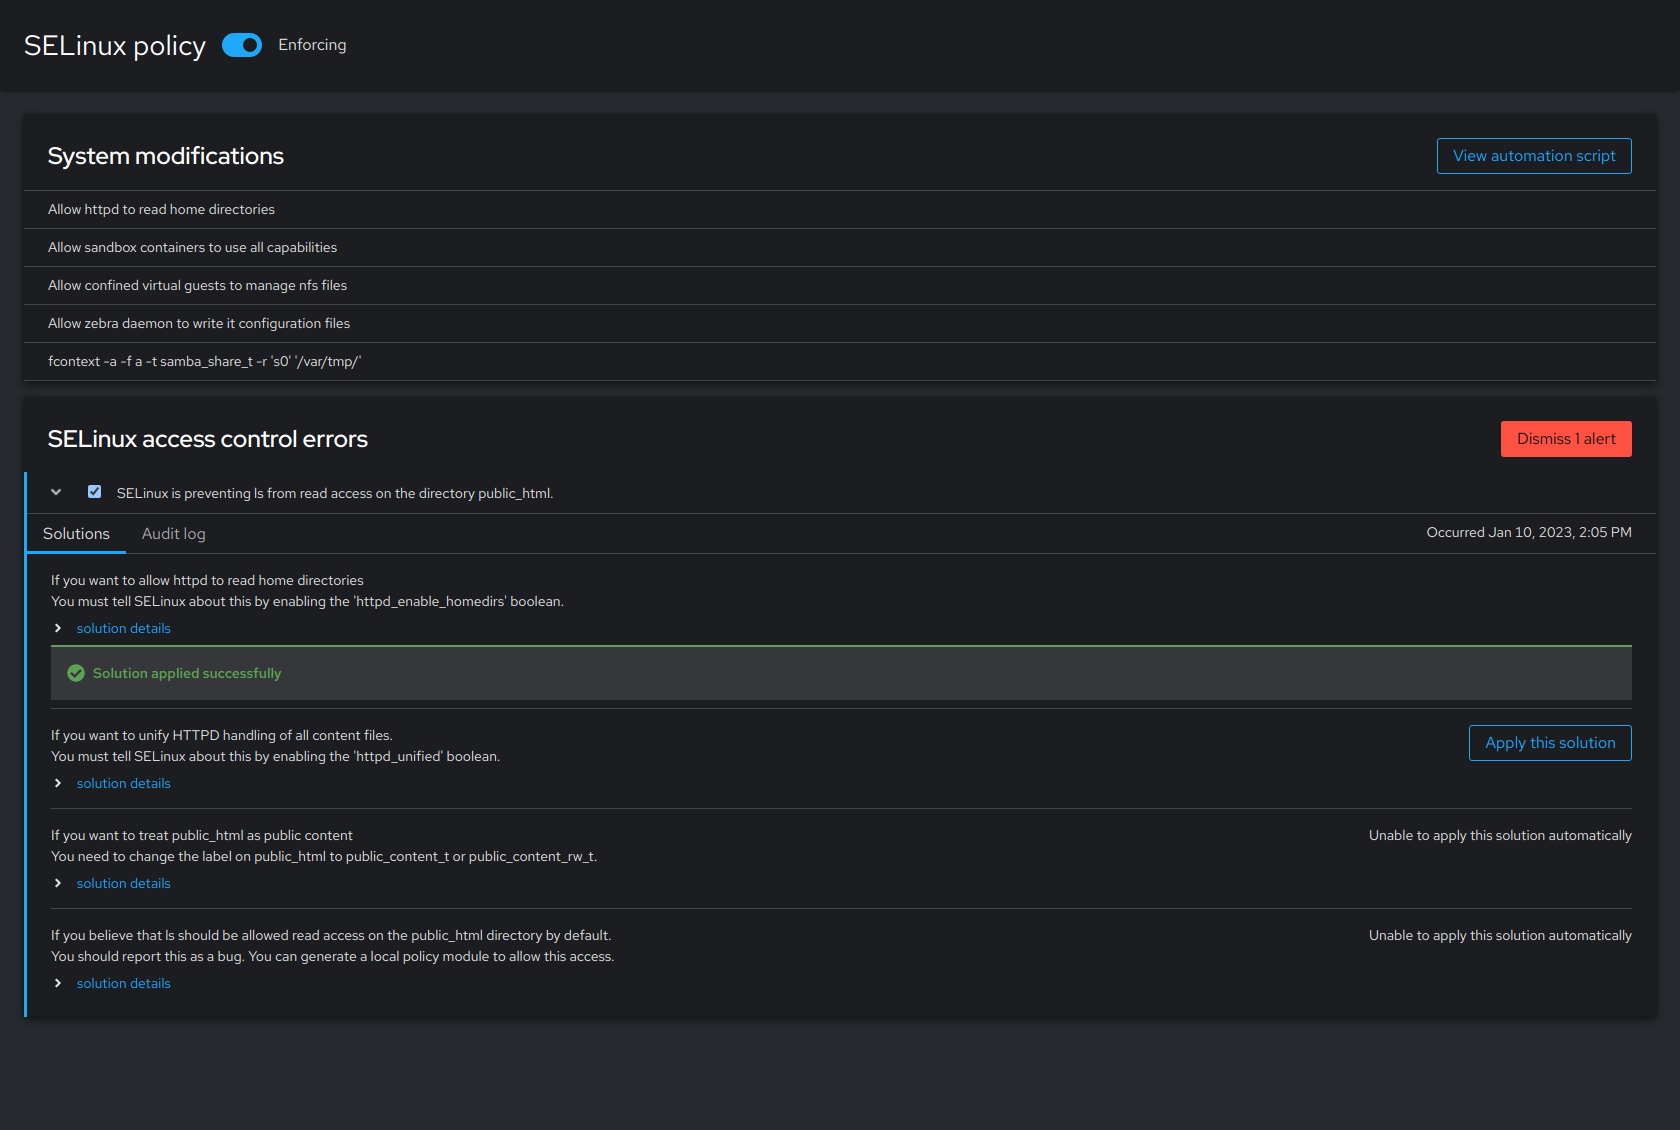 SELinux policy Enforcing
System modifications View automation script
Allow httpd to read home directories
Allow sandbox containers to use all capabilities
Allow confined virtual guests to manage nfs files
Allow zebra daemon to write it configuration files
fcontext -a -f a -t samba_share_t -r 's0' '/var/tmp/'
SELinux access control errors Dismiss 1 alert
SELinux is preventing ls from read access on the directory public_html.
Solutions Audit log Occurred Jan 10, 2023, 2:05 PM
If you want to allow httpd to read home directories
You must tell SELinux about this by enabling the 'httpd_enable_homedirs' boolean.
solution details
Solution applied successfully
If you want to unify HTTPD handling of all content files. Apply this solution
You must tell SELinux about this by enabling the 'httpd_unified' boolean.
solution details
If you want to treat public_html as public content Unable to apply this solution automatically
You need to change the label on public_html to public_content_t or public_content_rw_t.
solution details
If you believe that ls should be allowed read access on the public_html directory by default. Unable to apply this solution automatically
You should report this as a bug. You can generate a local policy module to allow this access.
solution details